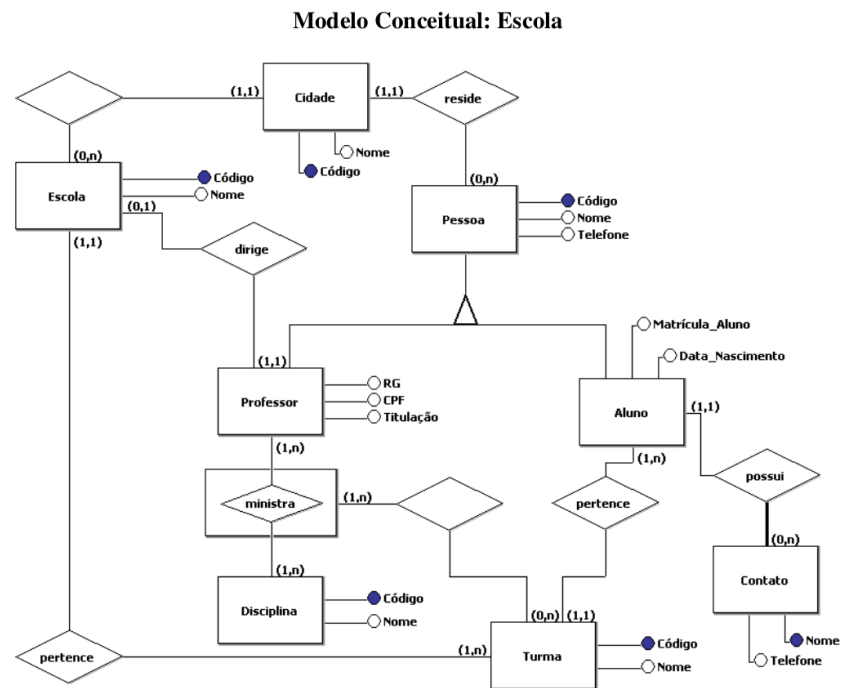 Modelo Conceitual: Escola
(1,1) Cidade (1,1) reside
Nome
Código
(0,n) (0,n)
Escola Código
Nome
(0,1)
(1,1)
Pessoa Código
Nome
Telefone
dirige
Matrícula_Aluno
Data_Nascimento
(1,1)
Professor RG
CPF
Titulação
Aluno (1,1)
(1,n) (1,n)
possui
ministra (1,n) pertence
(0,n)
(1,n)
Disciplina Código
Nome
Contato
Nome
Telefone
(0,n) (1,1)
pertence (1,n) Turma Código
Nome